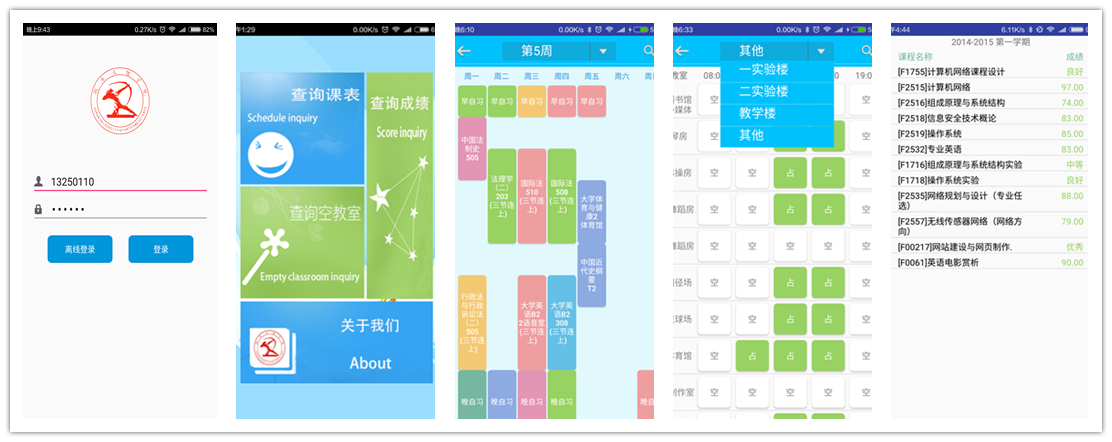 晚上9:43
0.27K/s
82%
13250110
••••••
离线登录
登录
午1:29
0.00K/s
查询课表
Schedule inquiry
查询成绩
Score inquiry
查询空教室
Empty classroom inquiry
关于我们
About
晚6:10
0.00K/s
第5周
周一
周二
周三
周四
周五
周六
早自习
早自习
早自习
早自习
早自习
中国法
制史
505
法理学
(二)
203
(三节连
上)
国际法
510
(三节连
上)
国际法
508
(三节连
上)
大学体
育与健
康2
体育馆
中国近
代史纲
要
T2
行政法
与行政
诉讼法
(二)
505
(三节连
上)
大学英
语B2
2语音室
(三节连
上)
大学英
语B2
308
(三节连
上)
晚自习
晚自习
晚自习
晚自习
晚6:33
0.00K/s
其他
一实验楼
二实验楼
教学楼
其他
教室
08:0
19:0
图书馆
多媒体
空
空
琴房
空
占
占
空
体操房
空
空
占
占
空
舞蹈房
空
空
占
占
空
舞蹈房
空
空
空
空
空
田径场
空
空
占
占
空
空
空
占
占
空
体育馆
空
占
占
占
空
制作室
空
空
空
空
空
午4:44
6.11K/s
2014-2015 第一学期
课程名称
成绩
[F1755]计算机网络课程设计
良好
[F2515]计算机网络
97.00
[F2516]组成原理与系统结构
74.00
[F2518]信息安全技术概论
83.00
[F2519]操作系统
85.00
[F2532]专业英语
83.00
[F1716]组成原理与系统结构实验
中等
[F1718]操作系统实验
良好
[F2535]网络规划与设计（专业任
选）
88.00
[F2557]无线传感器网络（网络方
向）
79.00
[F00217]网站建设与网页制作.
优秀
[F0061]英语电影赏析
90.00